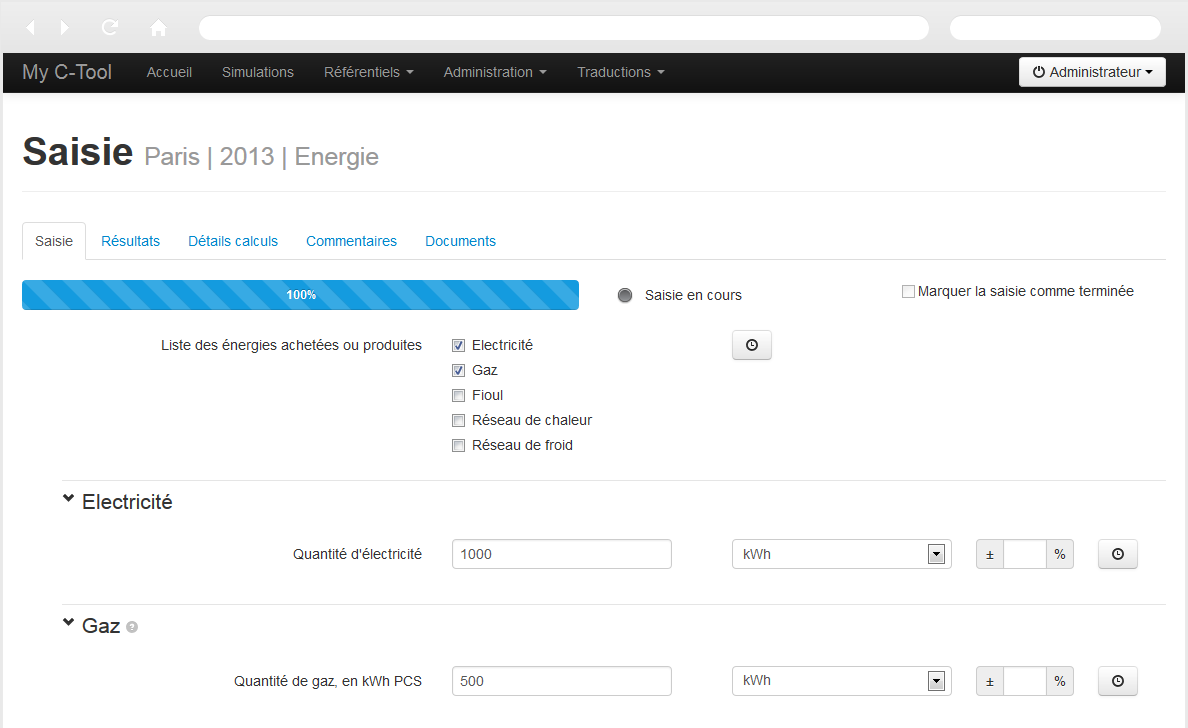 My C-Tool Accueil Simulations Référentiels Administration Traductions Administrateur
Saisie Paris | 2013 | Energie
Saisie Résultats Détails calculs Commentaires Documents
100% Saisie en cours Marquer la saisie comme terminée
Liste des énergies achetées ou produites Electricité
Gaz
Fioul
Réseau de chaleur
Réseau de froid
Electricité
Quantité d'électricité 1000 kWh ± %
Gaz ?
Quantité de gaz, en kWh PCS 500 kWh ± %